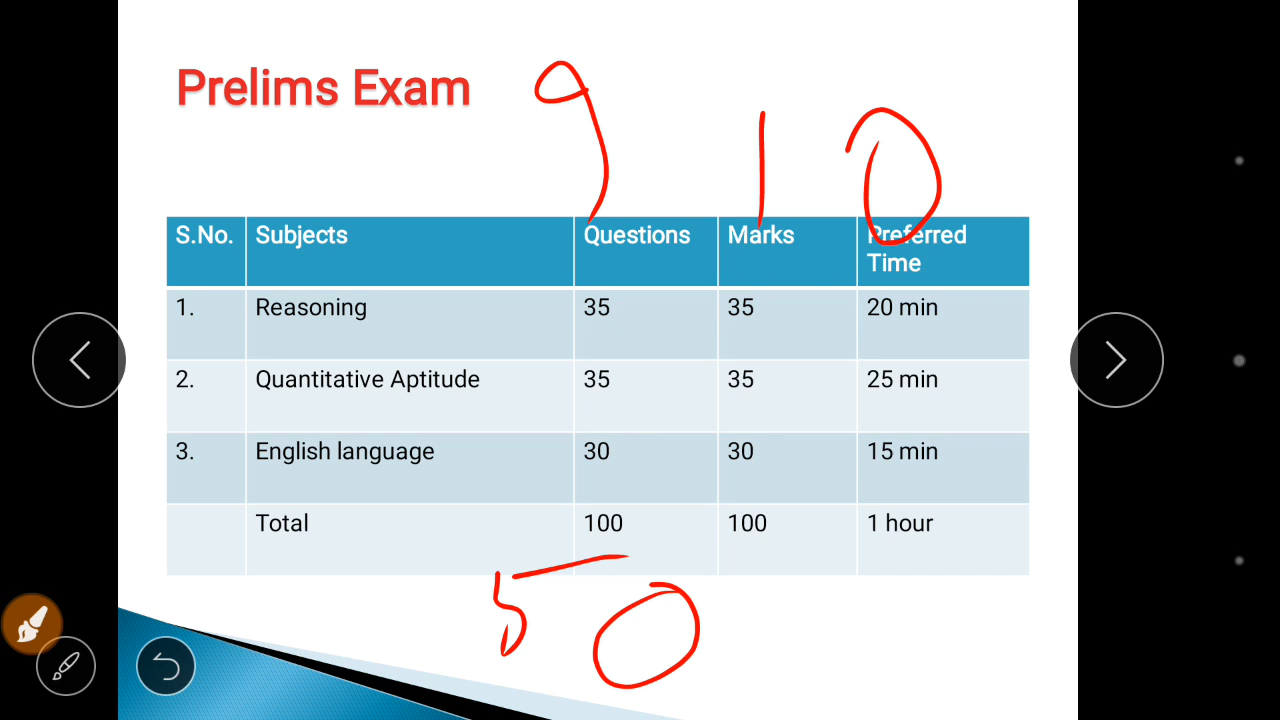 Prelims Exam
9 1 0
S.No. Subjects Questions Marks Preferred Time
1. Reasoning 35 35 20 min
2. Quantitative Aptitude 35 35 25 min
3. English language 30 30 15 min
Total 100 100 1 hour
5 0